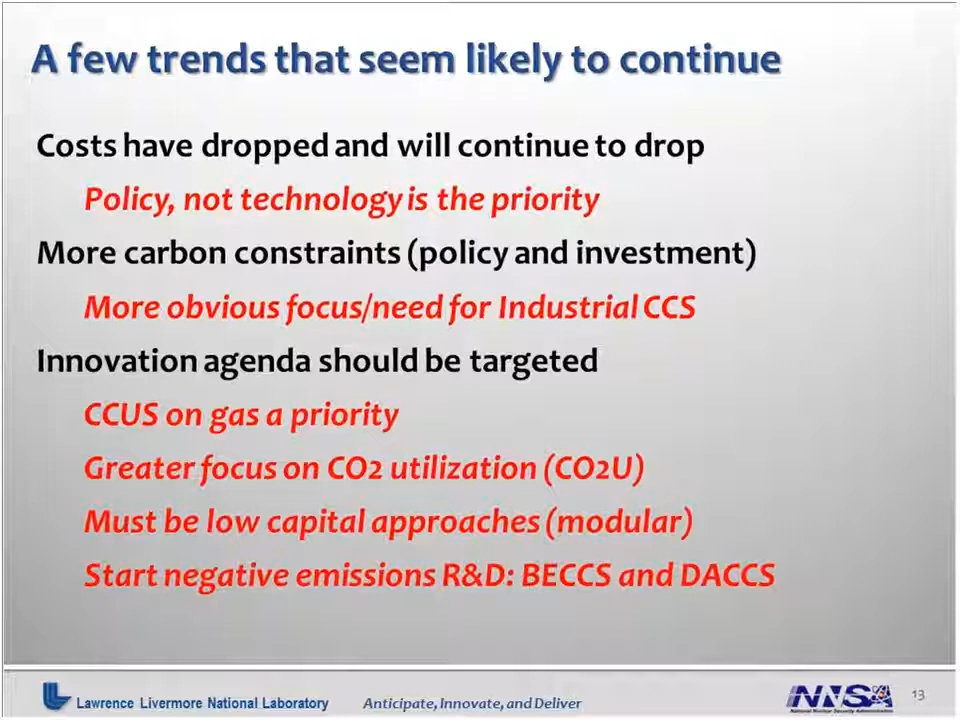 A few trends that seem likely to continue
Costs have dropped and will continue to drop
Policy, not technology is the priority
More carbon constraints (policy and investment)
More obvious focus/need for Industrial CCS
Innovation agenda should be targeted
CCUS on gas a priority
Greater focus on CO2 utilization (CO2U)
Must be low capital approaches (modular)
Start negative emissions R&D: BECCS and DACCS
Lawrence Livermore National Laboratory
Anticipate, Innovate, and Deliver
NNSA
National Nuclear Security Administration
13